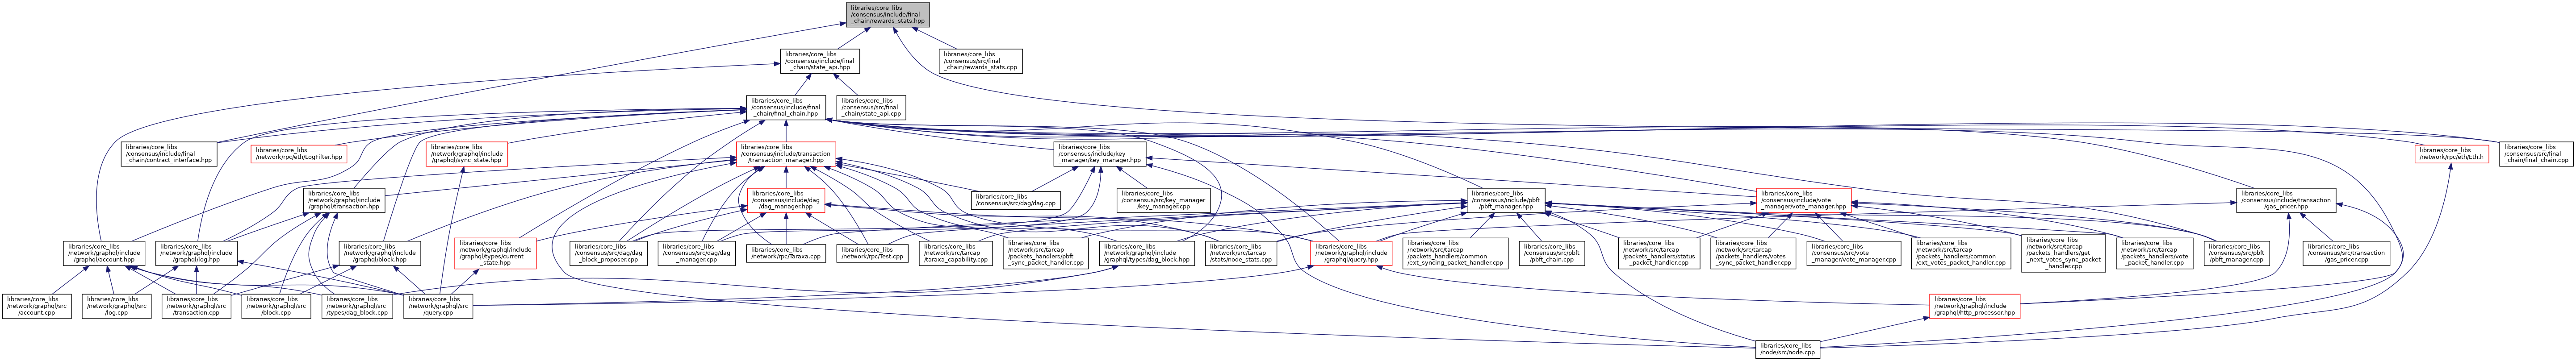 libraries/core_libs
/consensus/include/final
_chain/rewards_stats.hpp
libraries/core_libs
/consensus/include/final
_chain/state_api.hpp
libraries/core_libs
/consensus/src/final
_chain/rewards_stats.cpp
libraries/core_libs
/consensus/include/final
_chain/final_chain.hpp
libraries/core_libs
/consensus/src/final
_chain/state_api.cpp
libraries/core_libs
/consensus/include/final
_chain/contract_interface.hpp
libraries/core_libs
/network/rpc/eth/LogFilter.hpp
libraries/core_libs
/network/graphql/include
/graphql/sync_state.hpp
libraries/core_libs
/consensus/include/transaction
/transaction_manager.hpp
libraries/core_libs
/consensus/include/key
_manager/key_manager.hpp
libraries/core_libs
/network/rpc/eth/Eth.h
libraries/core_libs
/consensus/src/final
_chain/final_chain.cpp
libraries/core_libs
/network/graphql/include
/graphql/transaction.hpp
libraries/core_libs
/consensus/include/dag
/dag_manager.hpp
libraries/core_libs
/consensus/src/dag/dag.cpp
libraries/core_libs
/consensus/src/key_manager
/key_manager.cpp
libraries/core_libs
/consensus/include/pbft
/pbft_manager.hpp
libraries/core_libs
/consensus/include/vote
_manager/vote_manager.hpp
libraries/core_libs
/consensus/include/transaction
/gas_pricer.hpp
libraries/core_libs
/network/graphql/include
/graphql/account.hpp
libraries/core_libs
/network/graphql/include
/graphql/log.hpp
libraries/core_libs
/network/graphql/include
/graphql/block.hpp
libraries/core_libs
/network/graphql/include
/graphql/types/current
_state.hpp
libraries/core_libs
/consensus/src/dag/dag
_block_proposer.cpp
libraries/core_libs
/consensus/src/dag/dag
_manager.cpp
libraries/core_libs
/network/rpc/Taraxa.cpp
libraries/core_libs
/network/rpc/Test.cpp
libraries/core_libs
/network/src/tarcap
/taraxa_capability.cpp
libraries/core_libs
/network/src/tarcap
/packets_handlers/pbft
_sync_packet_handler.cpp
libraries/core_libs
/network/graphql/include
/graphql/types/dag_block.hpp
libraries/core_libs
/network/src/tarcap
/stats/node_stats.cpp
libraries/core_libs
/network/graphql/include
/graphql/query.hpp
libraries/core_libs
/network/src/tarcap
/packets_handlers/common
/ext_syncing_packet_handler.cpp
libraries/core_libs
/consensus/src/pbft
/pbft_chain.cpp
libraries/core_libs
/network/src/tarcap
/packets_handlers/status
_packet_handler.cpp
libraries/core_libs
/network/src/tarcap
/packets_handlers/votes
_sync_packet_handler.cpp
libraries/core_libs
/consensus/src/vote
_manager/vote_manager.cpp
libraries/core_libs
/network/src/tarcap
/packets_handlers/common
/ext_votes_packet_handler.cpp
libraries/core_libs
/network/src/tarcap
/packets_handlers/get
_next_votes_sync_packet
_handler.cpp
libraries/core_libs
/network/src/tarcap
/packets_handlers/vote
_packet_handler.cpp
libraries/core_libs
/consensus/src/pbft
/pbft_manager.cpp
libraries/core_libs
/consensus/src/transaction
/gas_pricer.cpp
libraries/core_libs
/network/graphql/src
/account.cpp
libraries/core_libs
/network/graphql/src
/log.cpp
libraries/core_libs
/network/graphql/src
/transaction.cpp
libraries/core_libs
/network/graphql/src
/block.cpp
libraries/core_libs
/network/graphql/src
/types/dag_block.cpp
libraries/core_libs
/network/graphql/src
/query.cpp
libraries/core_libs
/network/graphql/include
/graphql/http_processor.hpp
libraries/core_libs
/node/src/node.cpp